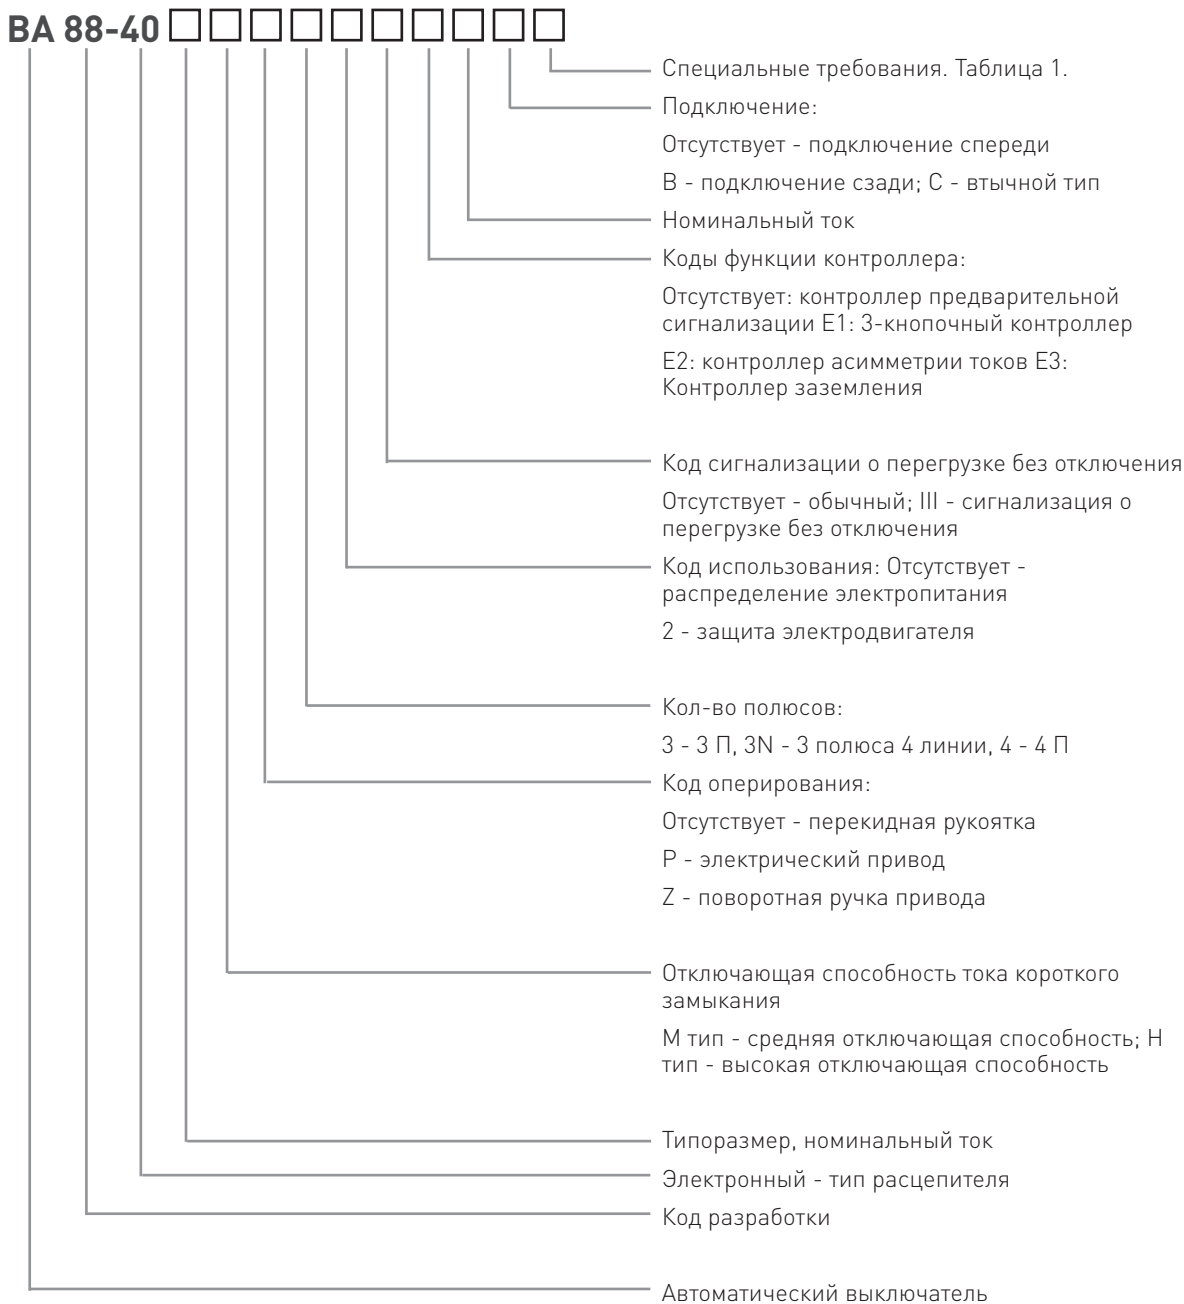 ВА 88-40 □ □ □ □ □ □ □ □ □ □
Специальные требования. Таблица 1.
Подключение:
Отсутствует - подключение спереди
В - подключение сзади; С - втычной тип
Номинальный ток
Коды функции контроллера:
Отсутствует: контроллер предварительной
сигнализации Е1: 3-кнопочный контроллер
Е2: контроллер асимметрии токов Е3:
Контроллер заземления
Код сигнализации о перегрузке без отключения
Отсутствует - обычный; III - сигнализация о
перегрузке без отключения
Код использования: Отсутствует -
распределение электропитания
2 - защита электродвигателя
Кол-во полюсов:
3 - 3 П, 3N - 3 полюса 4 линии, 4 - 4 П
Код оперирования:
Отсутствует - перекидная рукоятка
Р - электрический привод
Z - поворотная ручка привода
Отключающая способность тока короткого
замыкания
М тип - средняя отключающая способность; Н
тип - высокая отключающая способность
Типоразмер, номинальный ток
Электронный - тип расцепителя
Код разработки
Автоматический выключатель